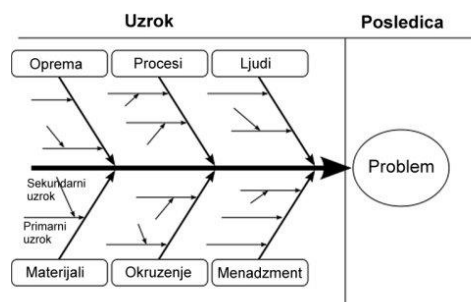 Uzrok
Posledica
Oprema
Procesi
Ljudi
Problem
Sekundarni
uzrok
Primarni
uzrok
Materijali
Okruzenje
Menadzment